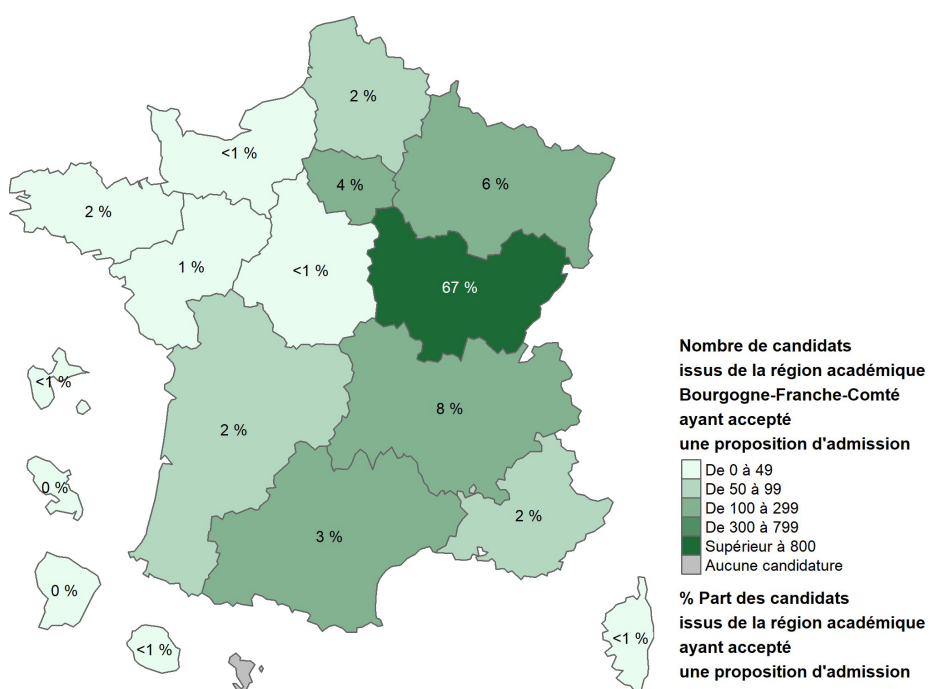 2 %
<1 %
4 %
6 %
2 %
1 %
<1 %
67 %
<1 %
8 %
2 %
0 %
2 %
3 %
0 %
<1 %
<1 %
Nombre de candidats
issus de la région académique
Bourgogne-Franche-Comté
ayant accepté
une proposition d'admission
De 0 à 49
De 50 à 99
De 100 à 299
De 300 à 799
Supérieur à 800
Aucune candidature
% Part des candidats
issus de la région académique
ayant accepté
une proposition d'admission